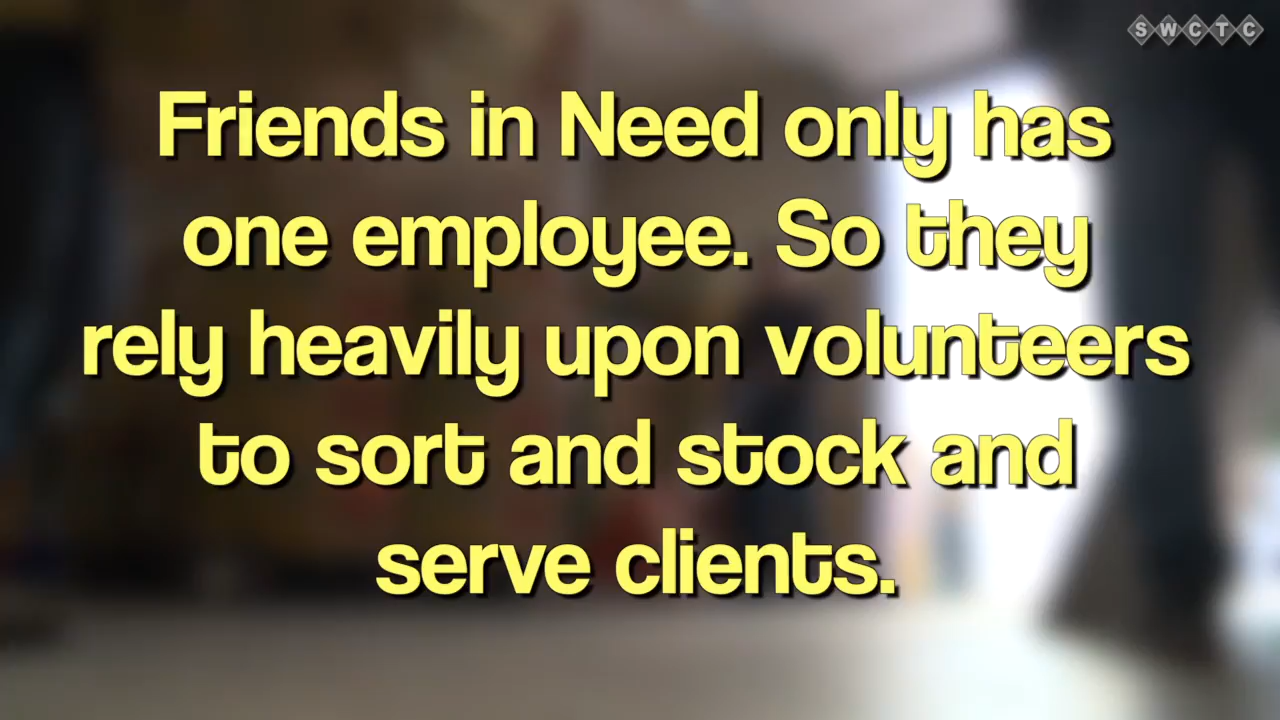 SWCTC
Friends in Need only has
one employee. So they
rely heavily upon volunteers
to sort and stock and
serve clients.